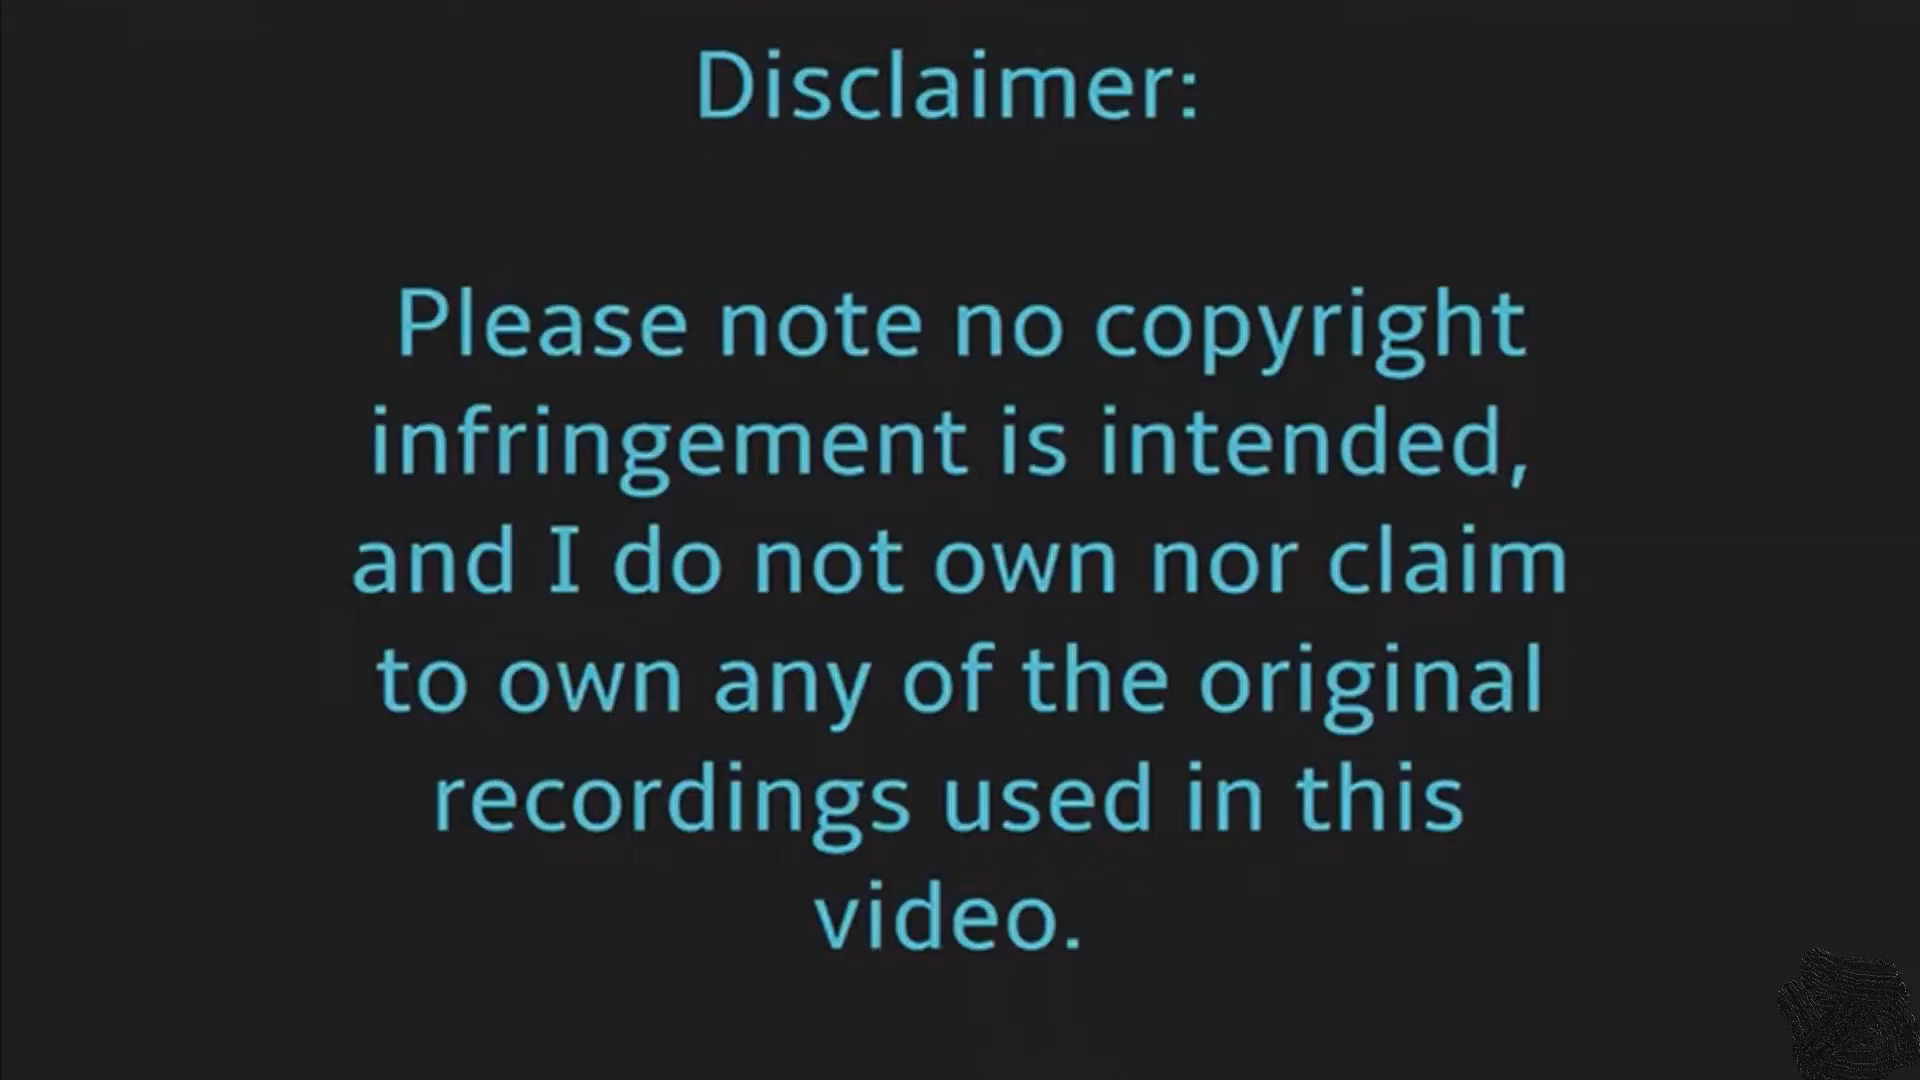 Disclaimer:
Please note no copyright
infringement is intended,
and I do not own nor claim
to own any of the original
recordings used in this
video.